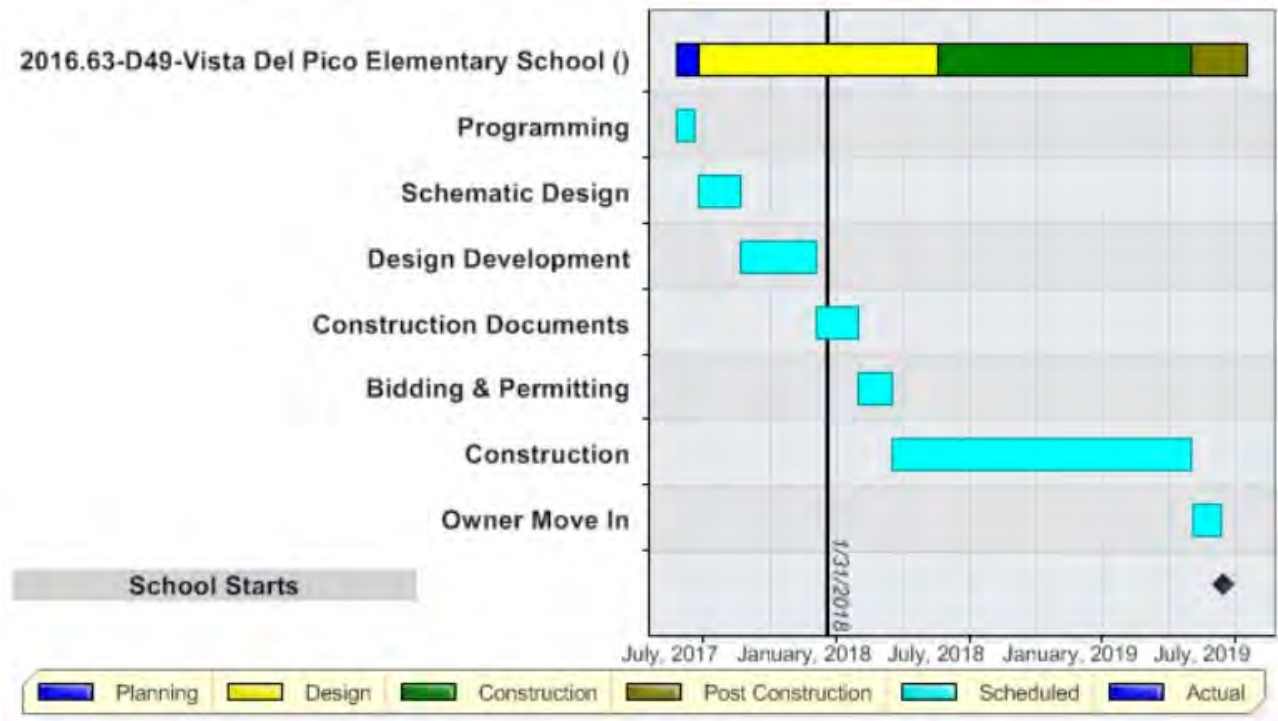 2016.63-D49-Vista Del Pico Elementary School ()
Programming
Schematic Design
Design Development
Construction Documents
Bidding & Permitting
Construction
Owner Move In
School Starts
1/31/2018
July, 2017 January, 2018 July, 2018 January, 2019 July, 2019
Planning Design Construction Post Construction Scheduled Actual